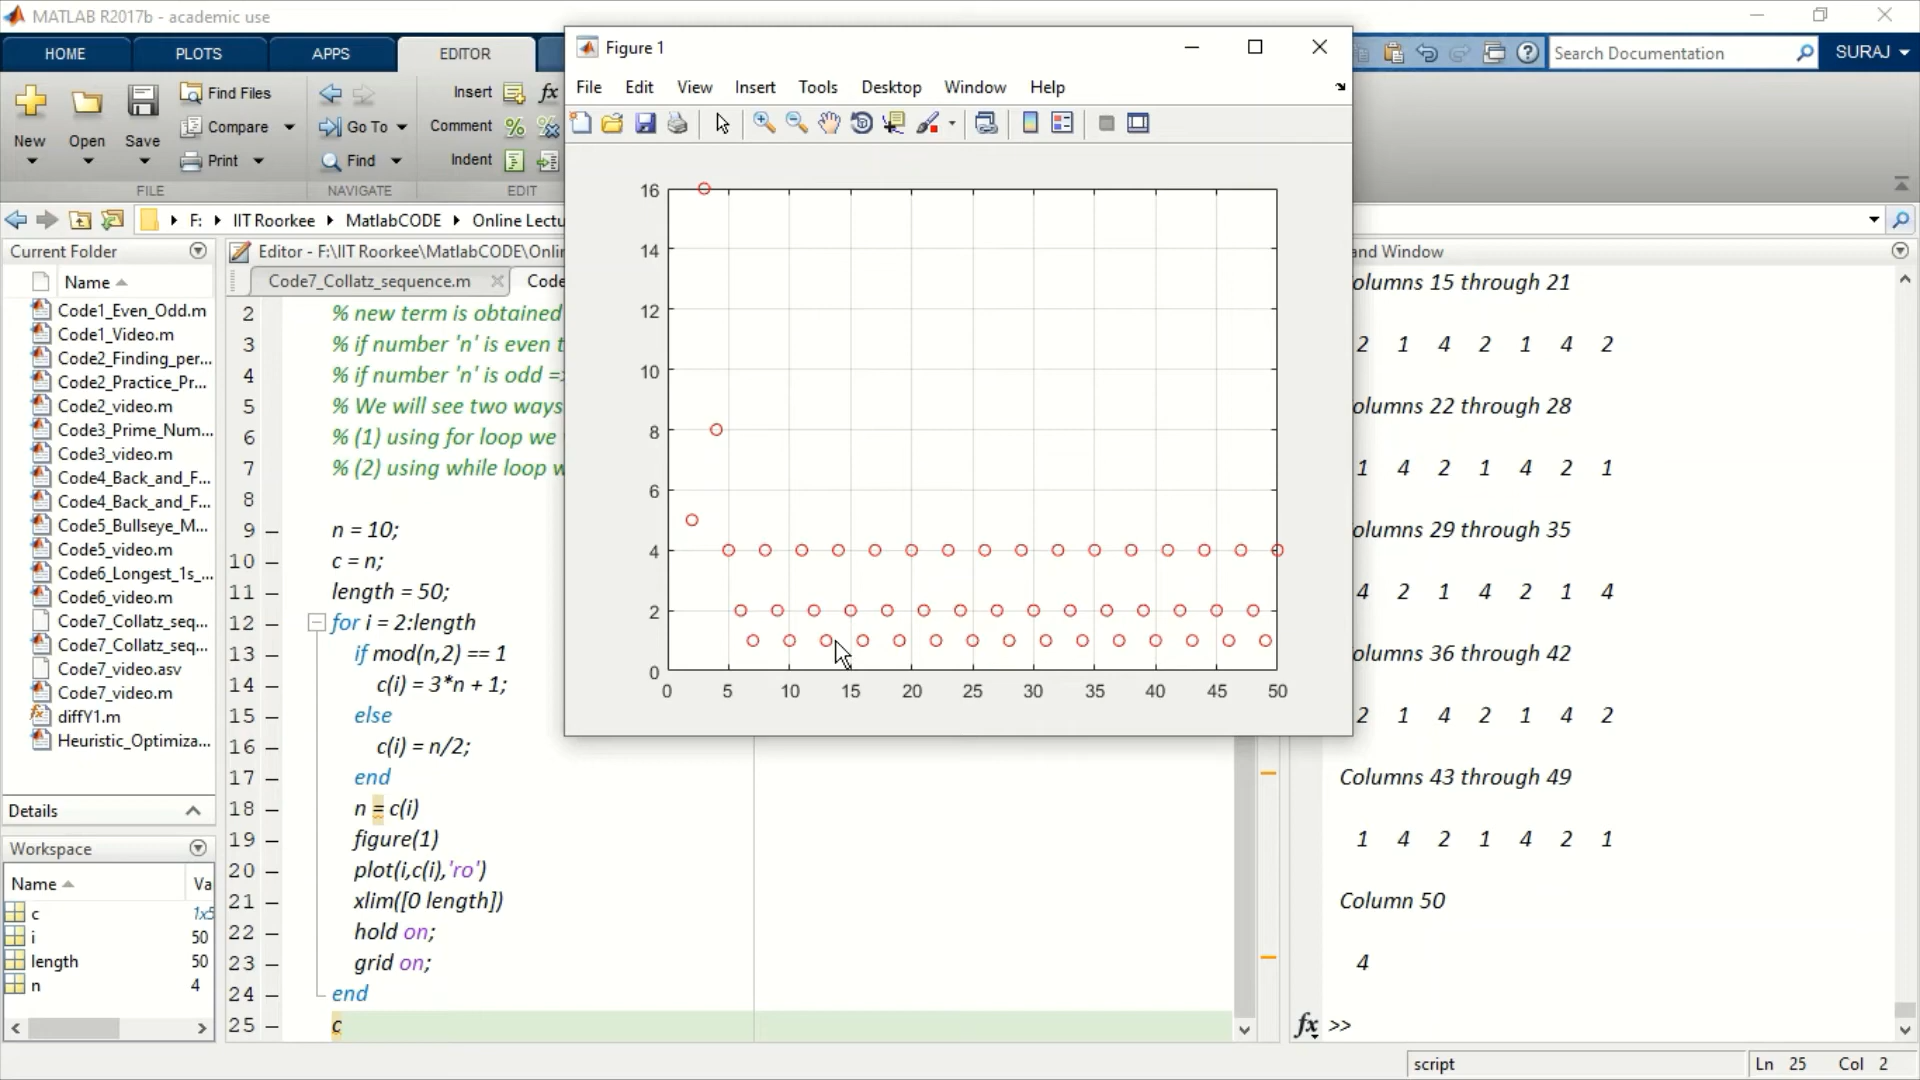 MATLAB R2017b - academic use
HOME PLOTS APPS EDITOR
Search Documentation
SURAJ
New
Open
Save
Find Files
Compare
Print
FILE
Go To
Find
NAVIGATE
Insert fx
Comment
Indent
EDIT
F: IIT Roorkee MatlabCODE Online Lectu
Current Folder
Name
Code1_Even_Odd.m
Code1_Video.m
Code2_Finding_per...
Code2_Practice_Pr...
Code2_video.m
Code3_Prime_Num...
Code3_video.m
Code4_Back_and_F...
Code4_Back_and_F...
Code5_Bullseye_M...
Code5_video.m
Code6_Longest_1s_...
Code6_video.m
Code7_Collatz_seq...
Code7_Collatz_seq...
Code7_video.asv
Code7_video.m
diffY1.m
Heuristic_Optimiza...
Details
Workspace
Name Va
c 1x5
i 50
length 50
n 4
Editor - F:\IIT Roorkee\MatlabCODE\Onlin
Code7_Collatz_sequence.m Code
2 % new term is obtained
3 % if number 'n' is even t
4 % if number 'n' is odd =>
5 % We will see two ways
6 % (1) using for loop we
7 % (2) using while loop w
8
9 – n = 10;
10 – c = n;
11 – length = 50;
12 – for i = 2:length
13 – if mod(n,2) == 1
14 – c(i) = 3*n + 1;
15 – else
16 – c(i) = n/2;
17 – end
18 – n = c(i)
19 – figure(1)
20 – plot(i,c(i),'ro')
21 – xlim([0 length])
22 – hold on;
23 – grid on;
24 – end
25 – c
Figure 1
File Edit View Insert Tools Desktop Window Help
16
14
12
10
8
6
4
2
0
0 5 10 15 20 25 30 35 40 45 50
and Window
olumns 15 through 21
2 1 4 2 1 4 2
olumns 22 through 28
1 4 2 1 4 2 1
olumns 29 through 35
4 2 1 4 2 1 4
olumns 36 through 42
2 1 4 2 1 4 2
Columns 43 through 49
1 4 2 1 4 2 1
Column 50
4
fx >>
script
Ln 25 Col 2